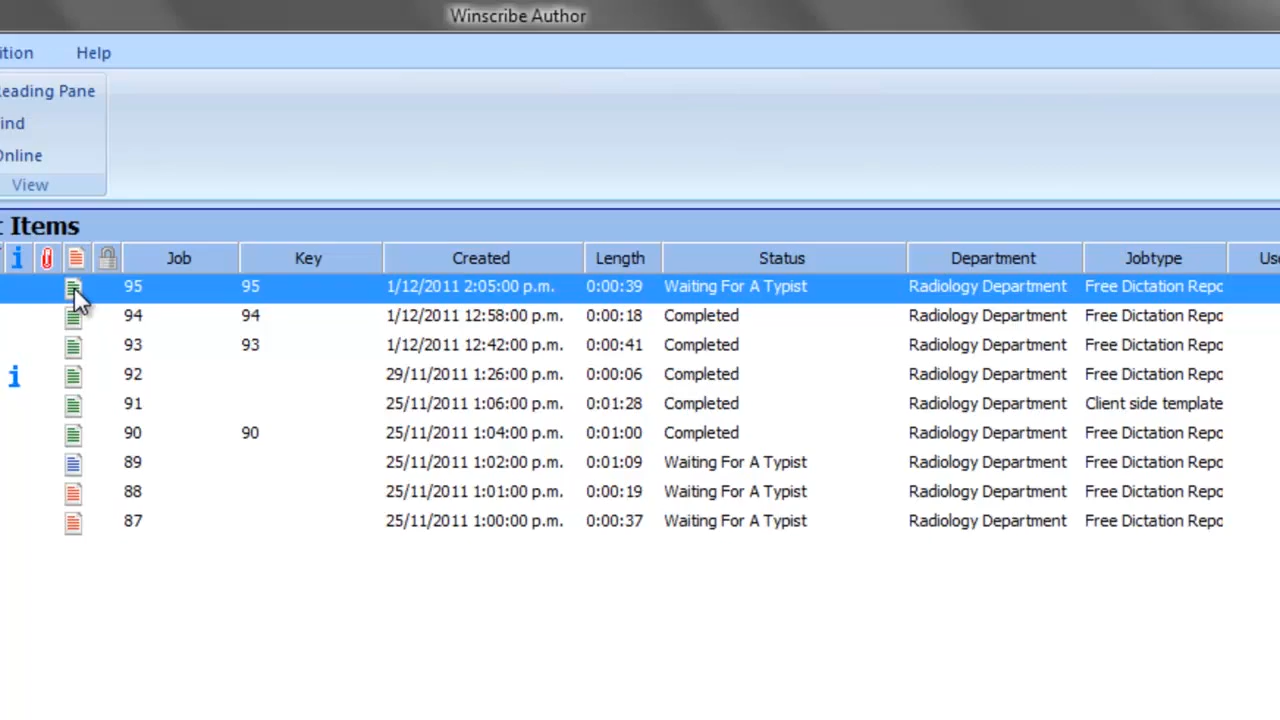 Winscribe Author
ition Help
Reading Pane
ind
Online
View
t Items
Job Key Created Length Status Department Jobtype Use
95 95 1/12/2011 2:05:00 p.m. 0:00:39 Waiting For A Typist Radiology Department Free Dictation Repo
94 94 1/12/2011 12:58:00 p.m. 0:00:18 Completed Radiology Department Free Dictation Repo
93 93 1/12/2011 12:42:00 p.m. 0:00:41 Completed Radiology Department Free Dictation Repo
92 29/11/2011 1:26:00 p.m. 0:00:06 Completed Radiology Department Free Dictation Repo
91 25/11/2011 1:06:00 p.m. 0:01:28 Completed Radiology Department Client side template
90 90 25/11/2011 1:04:00 p.m. 0:01:00 Completed Radiology Department Free Dictation Repo
89 25/11/2011 1:02:00 p.m. 0:01:09 Waiting For A Typist Radiology Department Free Dictation Repo
88 25/11/2011 1:01:00 p.m. 0:00:19 Waiting For A Typist Radiology Department Free Dictation Repo
87 25/11/2011 1:00:00 p.m. 0:00:37 Waiting For A Typist Radiology Department Free Dictation Repo